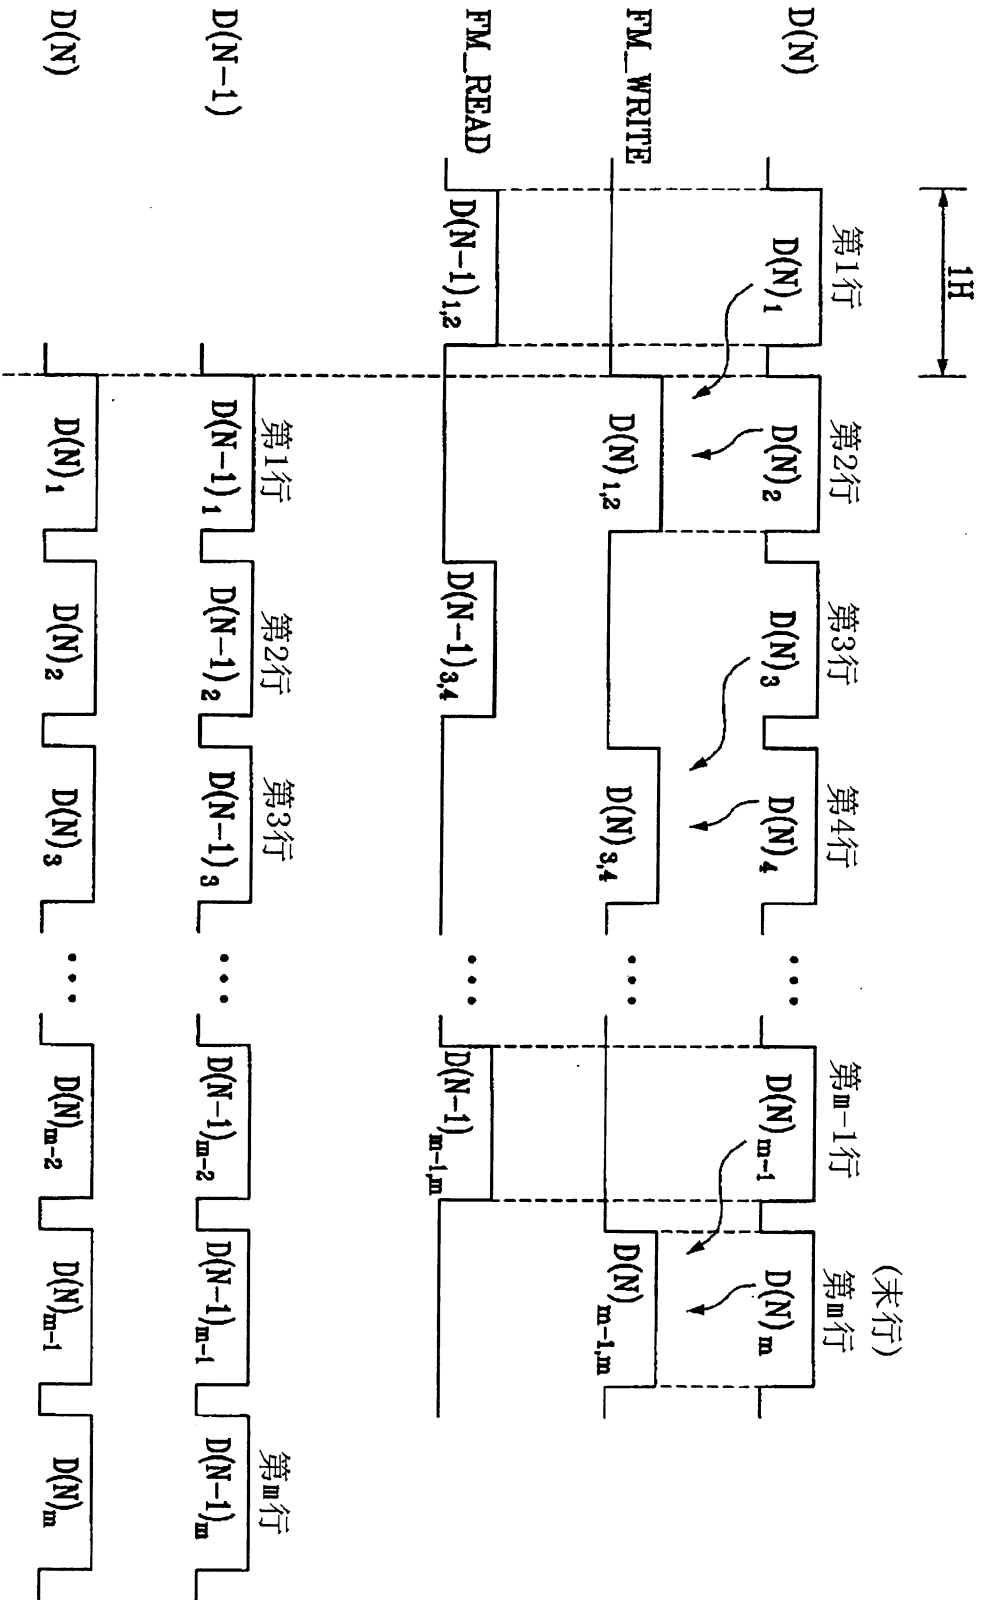 1H
第1行 第2行 第3行 第4行 第m-1行 (末行)
第m行
D(N) D(N)1 D(N)2 D(N)3 D(N)4 ... D(N)m-1 D(N)m
FM_WRITE D(N)1,2 D(N)3,4 ... D(N)m-1,m
FM_READ D(N-1)1,2 D(N-1)3,4 ... D(N-1)m-1,m
第1行 第2行 第3行 第m行
D(N-1) D(N-1)1 D(N-1)2 D(N-1)3 ... D(N-1)m-2 D(N-1)m-1 D(N-1)m
D(N) D(N)1 D(N)2 D(N)3 ... D(N)m-2 D(N)m-1 D(N)m